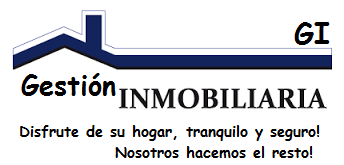 GI
Gestión
INMOBILIARIA
Disfrute de su hogar, tranquilo y seguro!
Nosotros hacemos el resto!